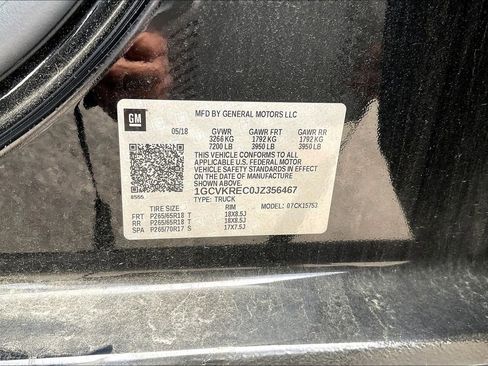 GM
MFD BY GENERAL MOTORS LLC
05/18 GVWR GAWR FRT GAWR RR
3266 KG 1792 KG 1792 KG
7200 LB 3950 LB 3950 LB
THIS VEHICLE CONFORMS TO ALL
APPLICABLE U.S. FEDERAL MOTOR
VEHICLE SAFETY STANDARDS IN
EFFECT ON THE DATE OF
MANUFACTURE SHOWN ABOVE.
1GCVKREC0JZ356467
TYPE: TRUCK MODEL: 07CK15753
TIRE SIZE RIM
FRT P265/65R18 T 18X8.5J
RR P265/65R18 T 18X8.5J
SPA P265/70R17 S 17X7.5J